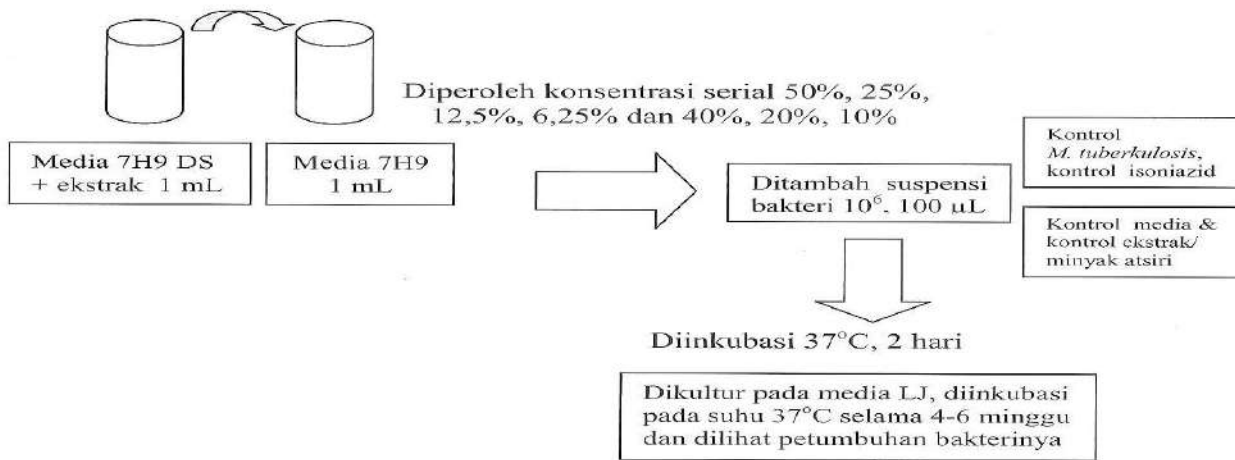 Diperoleh konsentrasi serial 50%, 25%,
12,5%, 6,25% dan 40%, 20%, 10%
Media 7H9 DS
+ ekstrak 1 mL
Media 7H9
1 mL
Ditambah suspensi
bakteri 10⁶. 100 µL
Kontrol
M. tuberkulosis,
kontrol isoniazid
Kontrol media &
kontrol ekstrak/
minyak atsiri
Diinkubasi 37°C, 2 hari
Dikultur pada media LJ, diinkubasi
pada suhu 37°C selama 4-6 minggu
dan dilihat petumbuhan bakterinya